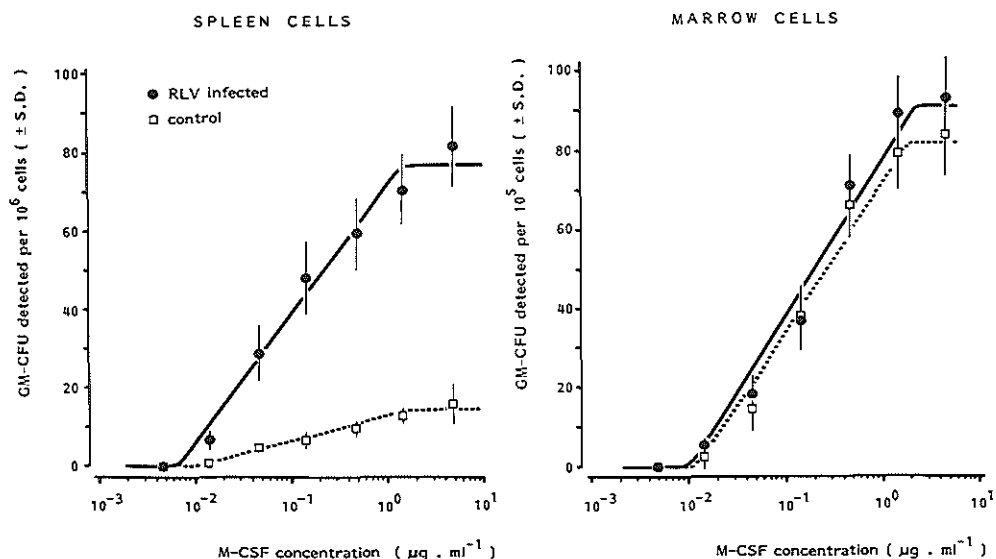 SPLEEN CELLS
GM-CFU detected per 10⁶ cells ( ± S.D. )
100
80
60
40
20
0
RLV infected
control
10⁻³
10⁻²
10⁻¹
10⁰
10¹
M-CSF concentration ( µg . ml⁻¹ )
MARROW CELLS
GM-CFU detected per 10⁵ cells ( ± S.D. )
100
80
60
40
20
0
10⁻³
10⁻²
10⁻¹
10⁰
10¹
M-CSF concentration ( µg . ml⁻¹ )